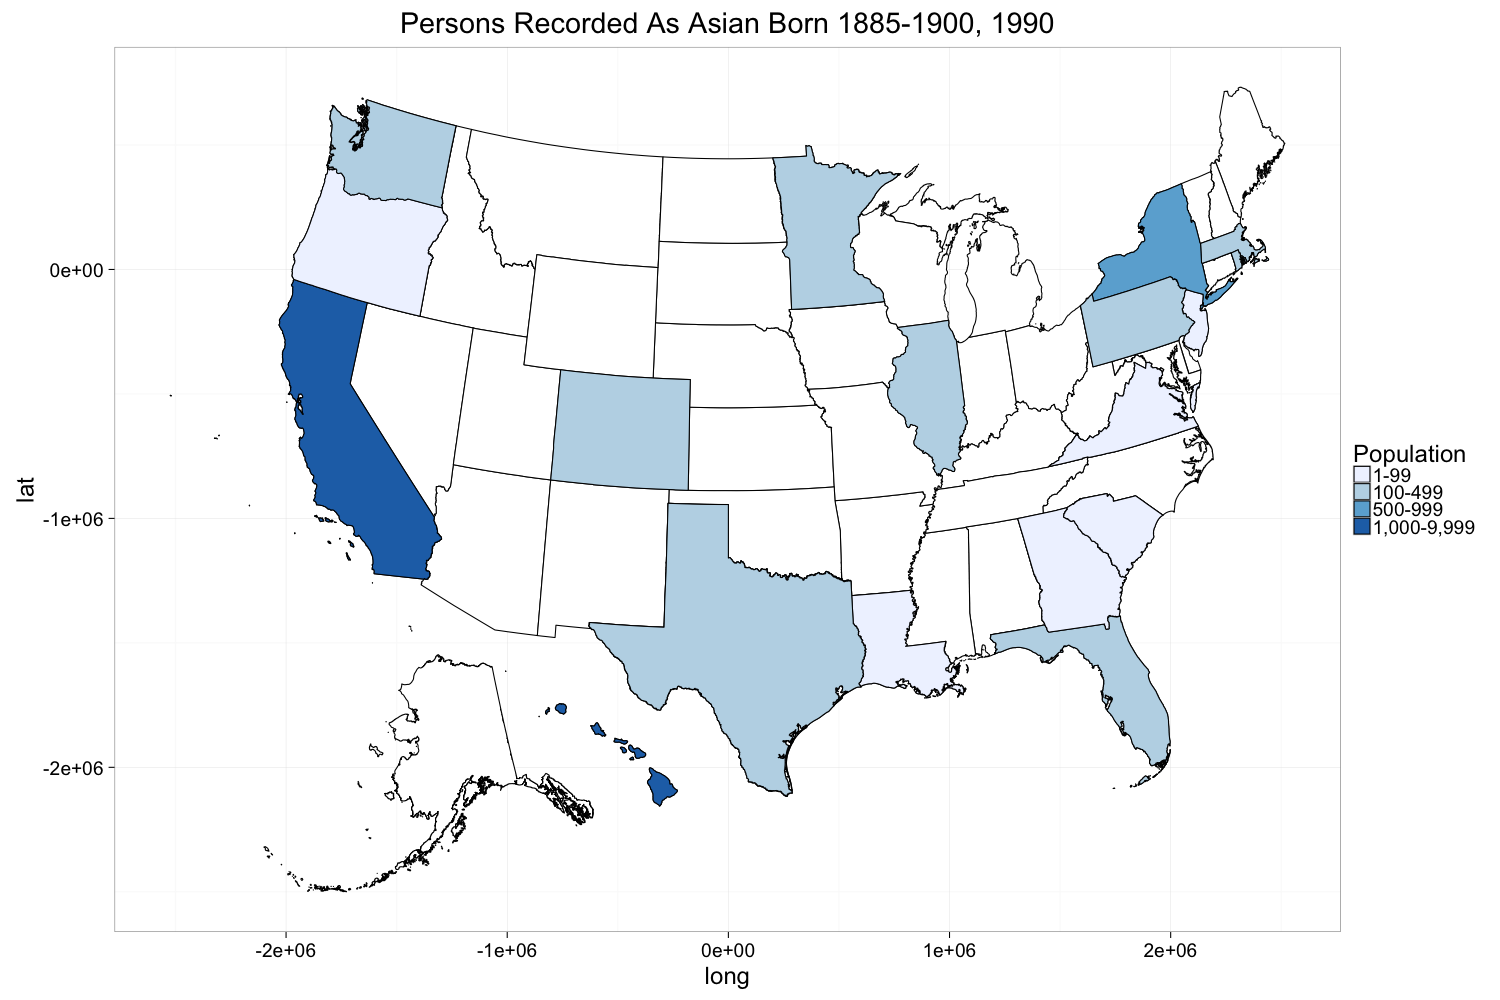 Persons Recorded As Asian Born 1885-1900, 1990
0e+00
-1e+06
-2e+06
lat
-2e+06
-1e+06
0e+00
1e+06
2e+06
long
Population
1-99
100-499
500-999
1,000-9,999